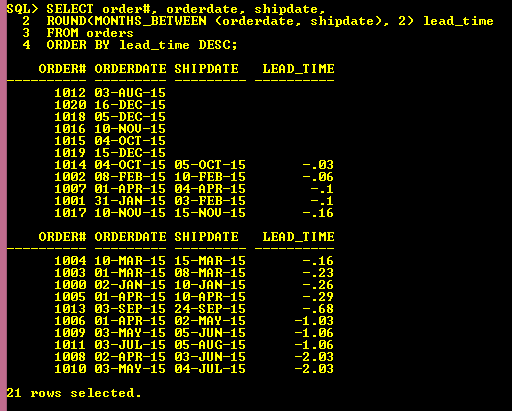 SQL> SELECT order#, orderdate, shipdate,
  2  ROUND(MONTHS_BETWEEN (orderdate, shipdate), 2) lead_time
  3  FROM orders
  4  ORDER BY lead_time DESC;
    ORDER# ORDERDATE SHIPDATE   LEAD_TIME
---------- --------- --------- ----------
      1012 03-AUG-15
      1020 16-DEC-15
      1018 05-DEC-15
      1016 10-NOV-15
      1015 04-OCT-15
      1019 15-DEC-15
      1014 04-OCT-15 05-OCT-15       -.03
      1002 08-FEB-15 10-FEB-15       -.06
      1007 01-APR-15 04-APR-15        -.1
      1001 31-JAN-15 03-FEB-15        -.1
      1017 10-NOV-15 15-NOV-15       -.16
    ORDER# ORDERDATE SHIPDATE   LEAD_TIME
---------- --------- --------- ----------
      1004 10-MAR-15 15-MAR-15       -.16
      1003 01-MAR-15 08-MAR-15       -.23
      1000 02-JAN-15 10-JAN-15       -.26
      1005 01-APR-15 10-APR-15       -.29
      1013 03-SEP-15 24-SEP-15       -.68
      1006 01-APR-15 02-MAY-15      -1.03
      1009 03-MAY-15 05-JUN-15      -1.06
      1011 03-JUL-15 05-AUG-15      -1.06
      1008 02-APR-15 03-JUN-15      -2.03
      1010 03-MAY-15 04-JUL-15      -2.03
21 rows selected.